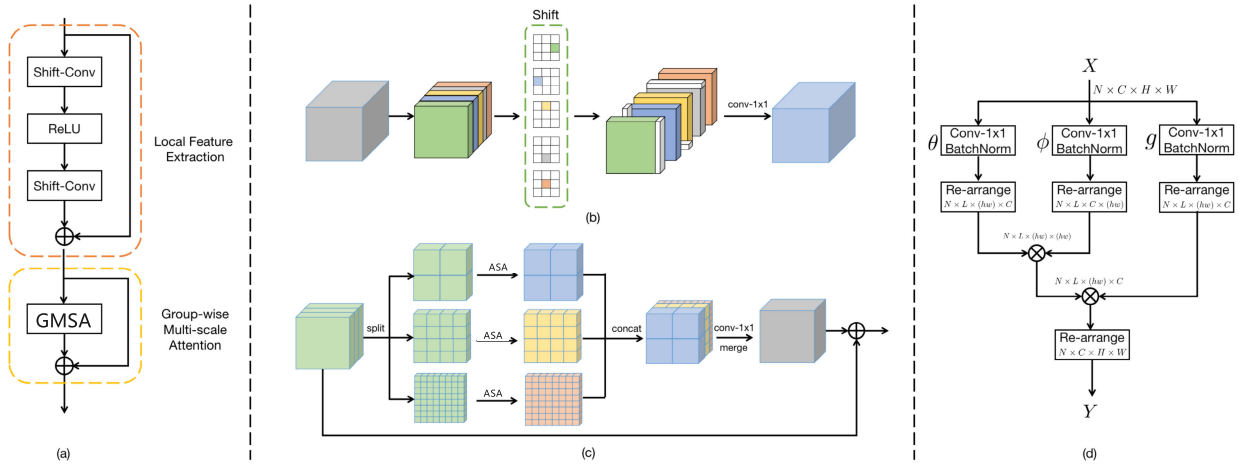 Shift-Conv
ReLU
Shift-Conv
Local Feature
Extraction
GMSA
Group-wise
Multi-scale
Attention
(a)
Shift
conv-1x1
(b)
split
ASA
ASA
ASA
concat
conv-1x1
merge
(c)
X
N × C × H × W
θ
Conv-1x1
BatchNorm
ϕ
Conv-1x1
BatchNorm
g
Conv-1x1
BatchNorm
Re-arrange
N × L × (hw) × C
Re-arrange
N × L × C × (hw)
Re-arrange
N × L × (hw) × C
N × L × (hw) × (hw)
N × L × (hw) × C
Re-arrange
N × C × H × W
Y
(d)